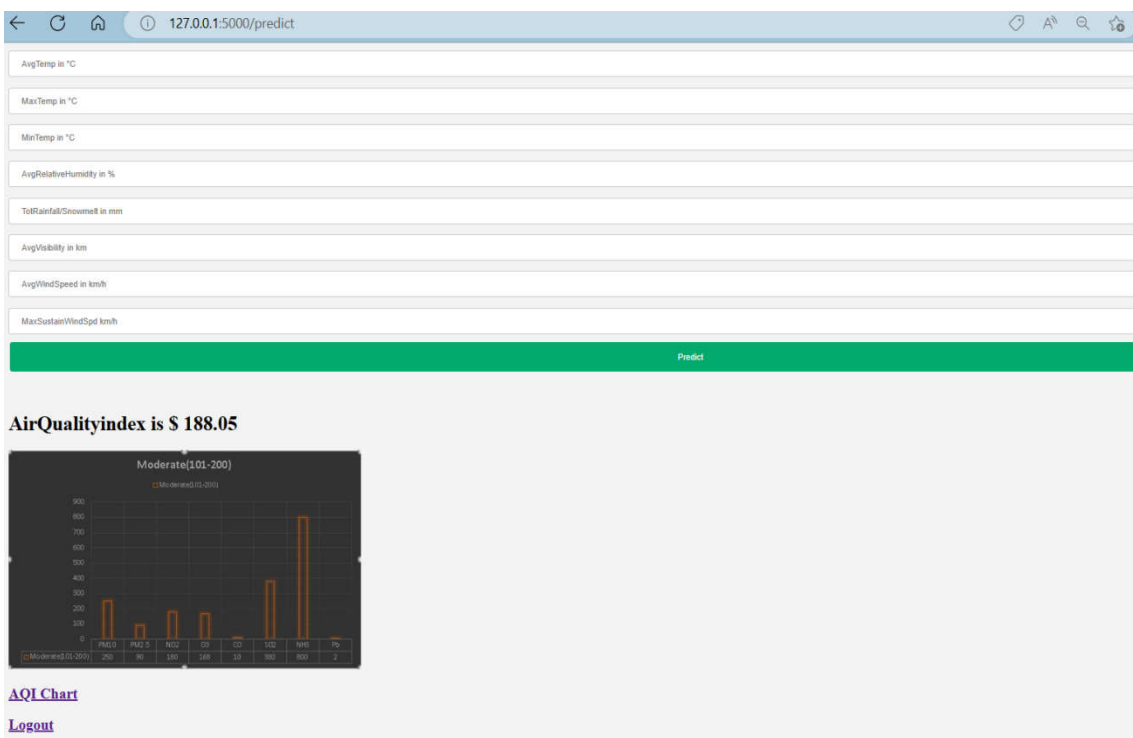 127.0.0.1:5000/predict
AvgTemp in °C
MaxTemp in °C
MinTemp in °C
AvgRelativeHumidity in %
TotRainfall/Snowmelt in mm
AvgVisibility in km
AvgWindSpeed in km/h
MaxSustainWindSpd km/h
Predict
AirQualityindex is $ 188.05
Moderate(101-200)
Moderate(101-200)
900
800
700
600
500
400
300
200
100
0
PM10 PM2.5 NO2 O3 CO SO2 NH3 Pb
Moderate(101-200) 250 90 180 168 10 380 800 2
AQI Chart
Logout